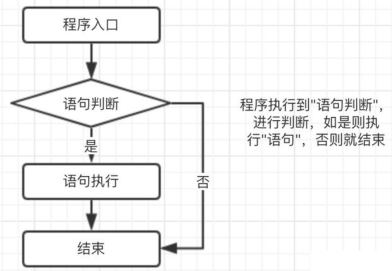 程序入口
语句判断
是
语句执行
否
结束
程序执行到"语句判断",
进行判断，如是则执
行"语句"，否则就结束